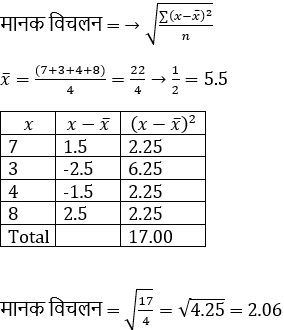 मानक विचलन = → √(∑(x−x̄)²/n)
x̄ = (7+3+4+8)/4 = 22/4 → 1/2 = 5.5
x x − x̄ (x − x̄)²
7 1.5 2.25
3 -2.5 6.25
4 -1.5 2.25
8 2.5 2.25
Total 17.00
मानक विचलन = √(17/4) = √4.25 = 2.06